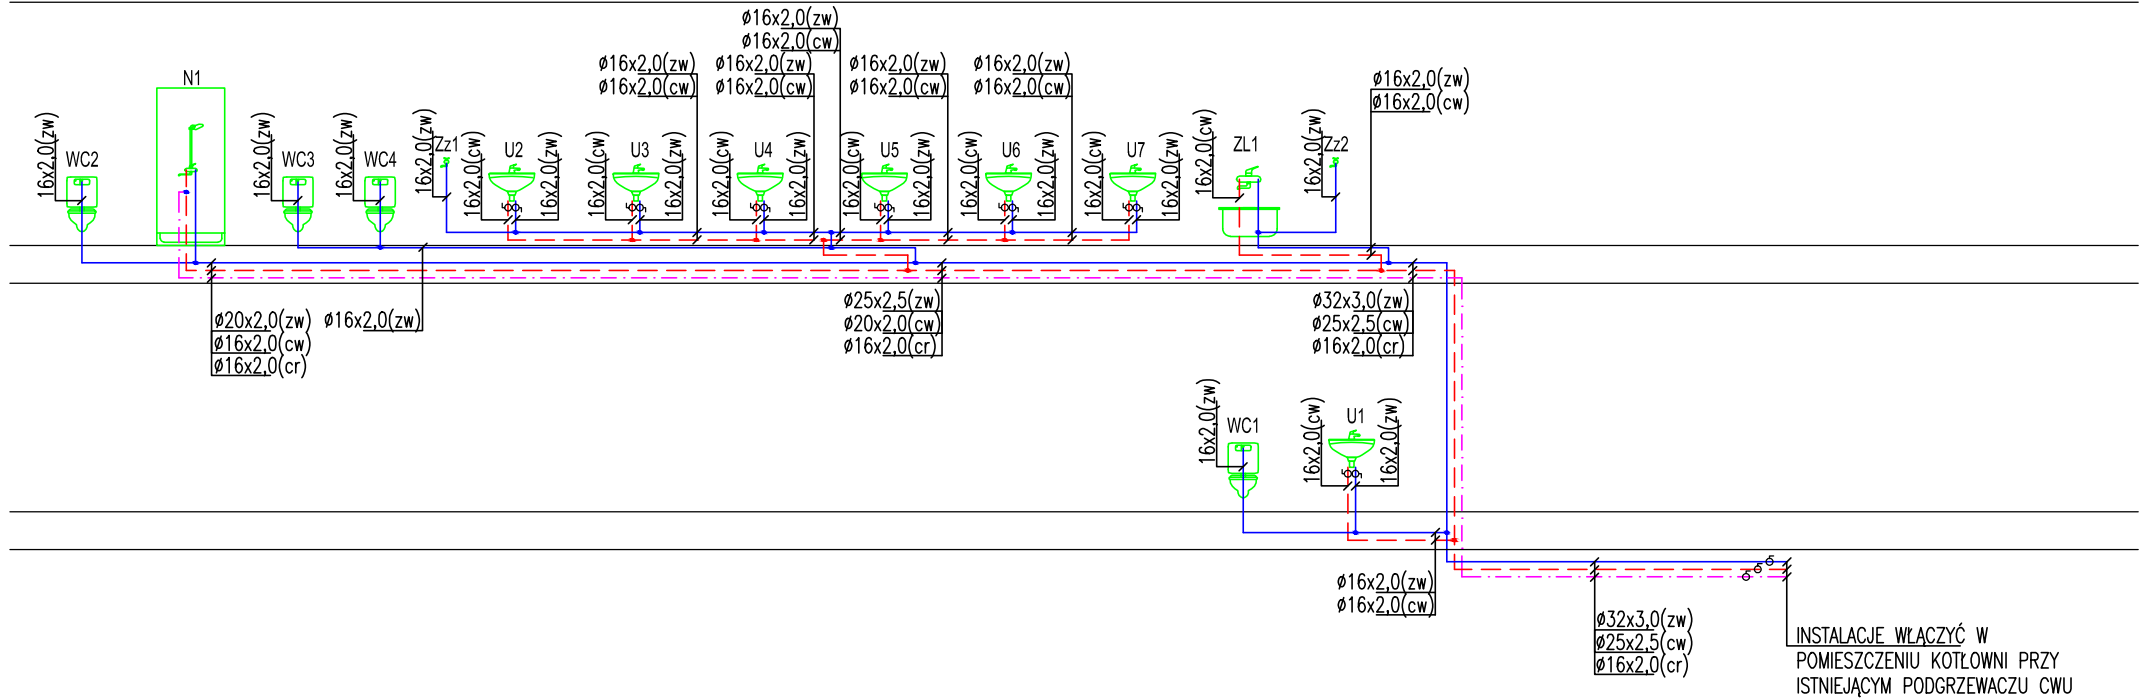 Ø16x2,0(zw)
Ø16x2,0(cw)
Ø16x2,0(zw)
Ø16x2,0(cw)
Ø16x2,0(zw)
Ø16x2,0(cw)
Ø16x2,0(zw)
Ø16x2,0(cw)
Ø16x2,0(zw)
Ø16x2,0(cw)
Ø16x2,0(zw)
Ø16x2,0(cw)
N1
16x2,0(zw)
WC2
16x2,0(zw)
WC3
16x2,0(zw)
WC4
16x2,0(zw)
Zz1
16x2,0(cw)
U2
16x2,0(zw)
16x2,0(cw)
U3
16x2,0(zw)
16x2,0(cw)
U4
16x2,0(zw)
16x2,0(cw)
U5
16x2,0(zw)
16x2,0(cw)
U6
16x2,0(zw)
16x2,0(cw)
U7
16x2,0(zw)
16x2,0(cw)
ZL1
16x2,0(zw)
Zz2
Ø20x2,0(zw)
Ø16x2,0(cw)
Ø16x2,0(cr)
Ø16x2,0(zw)
Ø25x2,5(zw)
Ø20x2,0(cw)
Ø16x2,0(cr)
Ø32x3,0(zw)
Ø25x2,5(cw)
Ø16x2,0(cr)
16x2,0(zw)
WC1
16x2,0(cw)
U1
16x2,0(zw)
Ø16x2,0(zw)
Ø16x2,0(cw)
Ø32x3,0(zw)
Ø25x2,5(cw)
Ø16x2,0(cr)
INSTALACJE WŁĄCZYĆ W
POMIESZCZENIU KOTŁOWNI PRZY
ISTNIEJĄCYM PODGRZEWACZU CWU